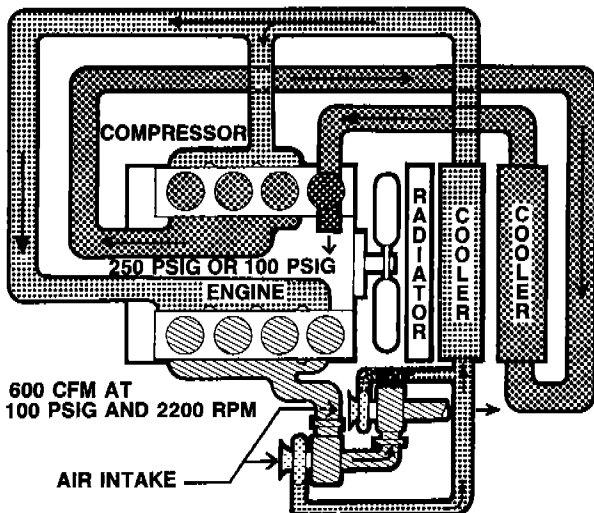 COMPRESSOR
250 PSIG OR 100 PSIG
ENGINE
RADIATOR
COOLER
COOLER
600 CFM AT
100 PSIG AND 2200 RPM
AIR INTAKE